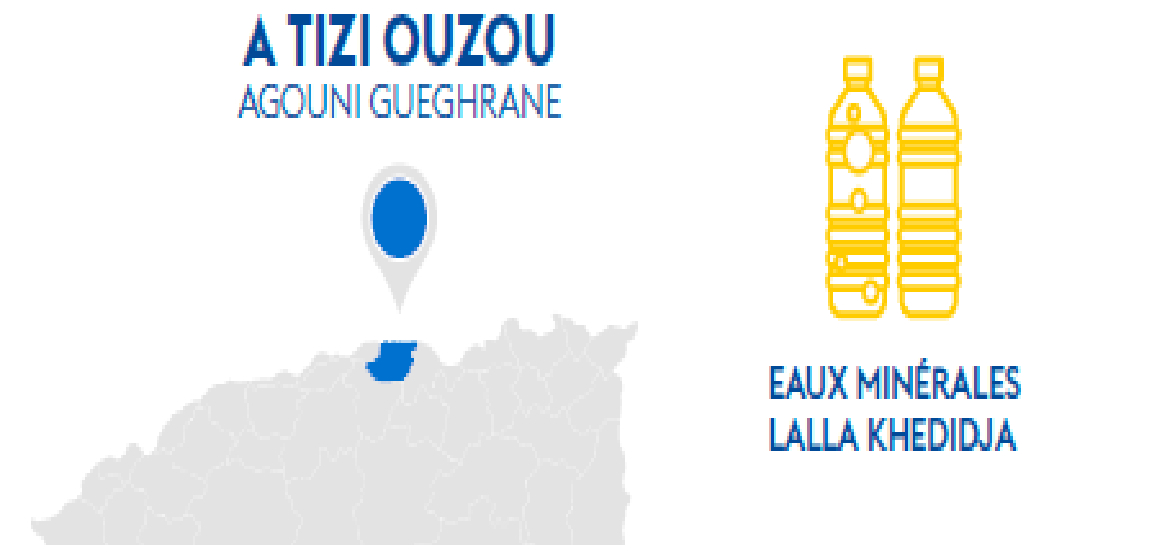 A TIZI OUZOU
AGOUNI GUEGHRANE
EAUX MINÉRALES
LALLA KHEDIDJA